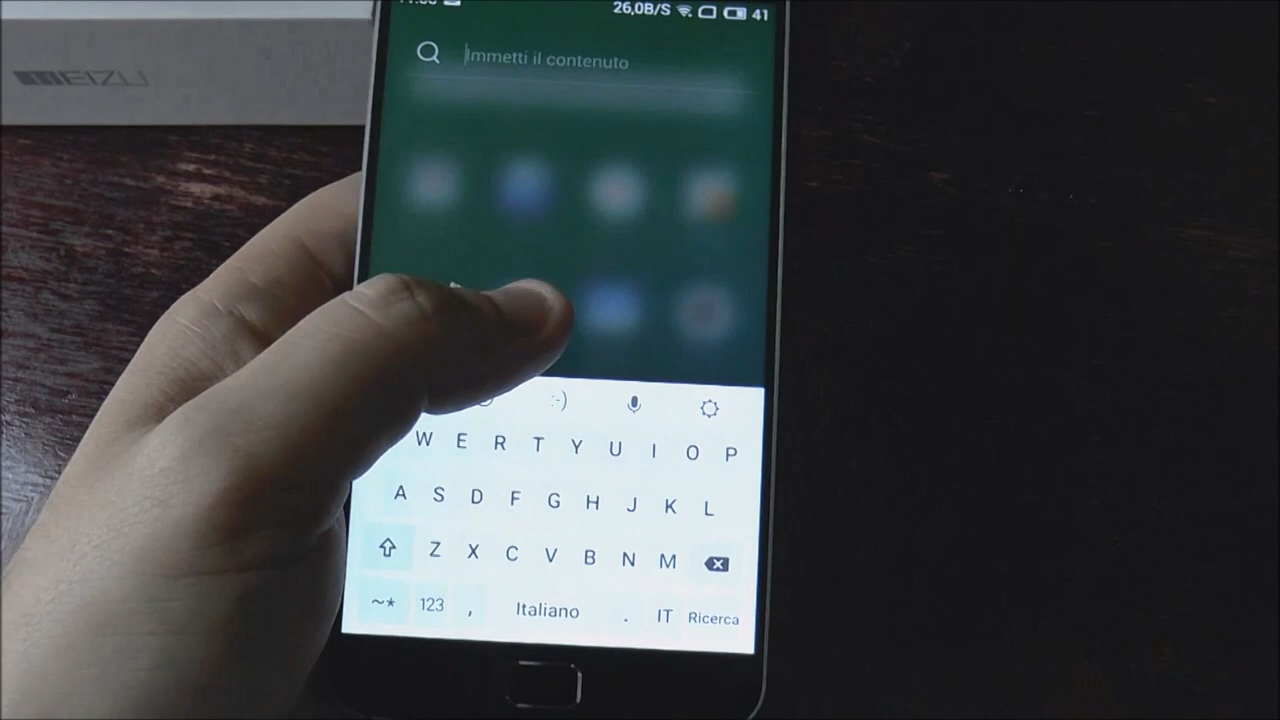 MEIZU
26,0B/S 41
Immetti il contenuto
:-)
W E R T Y U I O P
A S D F G H J K L
Z X C V B N M
~* 123 , Italiano . IT Ricerca